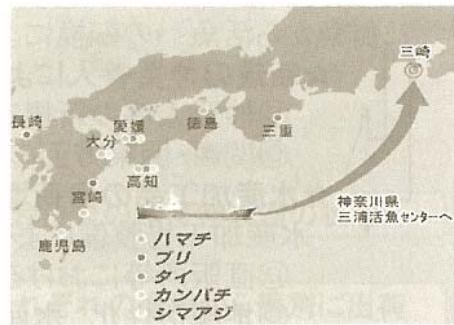 三崎
長崎
大分
愛媛
徳島
三重
高知
宮崎
鹿児島
神奈川県
三浦活魚センターへ
ハマチ
ブリ
タイ
カンパチ
シマアジ